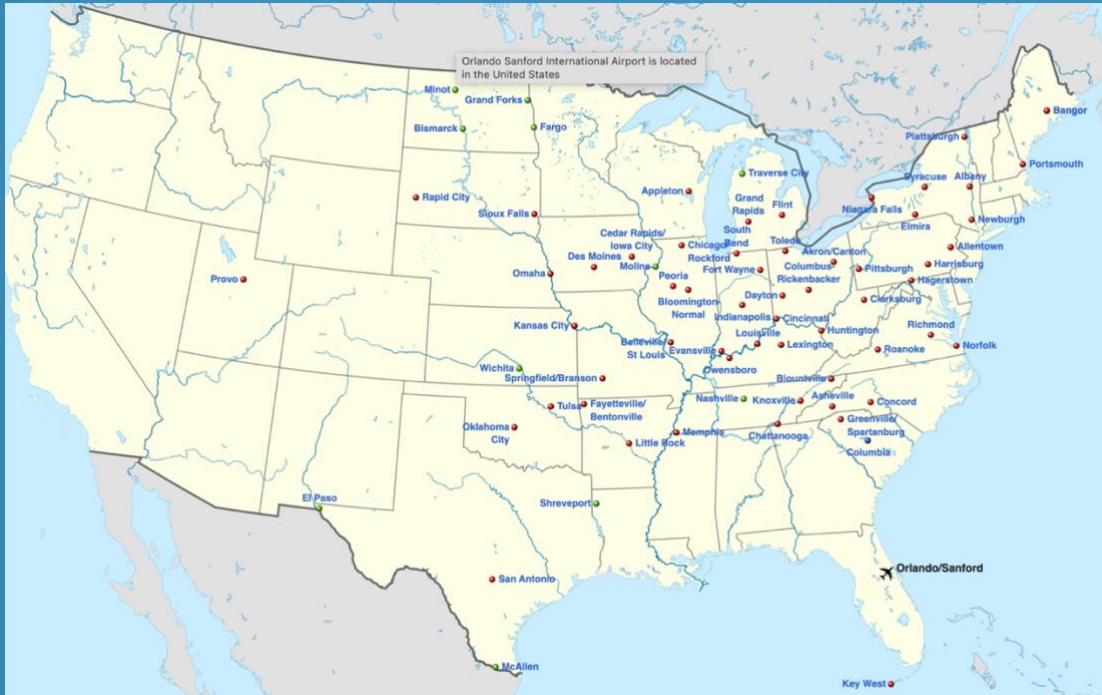 Orlando Sanford International Airport is located
in the United States
Minot
Grand Forks
Bismarck
Fargo
Bangor
Plattsburgh
Portsmouth
Traverse City
Syracuse
Albany
Rapid City
Appleton
Grand
Rapids
Flint
Niagara Falls
Newburgh
Sioux Falls
Elmira
Cedar Rapids/
Iowa City
Chicago/
Rockford
South
Bend
Toledo
Akron/Canton
Allentown
Des Moines
Moline
Fort Wayne
Columbus-
Rickenbacker
Pittsburgh
Harrisburg
Omaha
Provo
Peoria
Hagerstown
Bloomington-
Normal
Dayton
Clarksburg
Indianapolis
Cincinnati
Kansas City
Louisville
Huntington
Richmond
Belleville/
St Louis
Evansville
Lexington
Roanoke
Norfolk
Owensboro
Wichita
Springfield/Branson
Blountville
Nashville
Knoxville
Asheville
Concord
Tulsa
Fayetteville/
Bentonville
Greenville/
Spartanburg
Oklahoma
City
Memphis
Chattanooga
Little Rock
Columbia
El Paso
Shreveport
Orlando/Sanford
San Antonio
McAllen
Key West